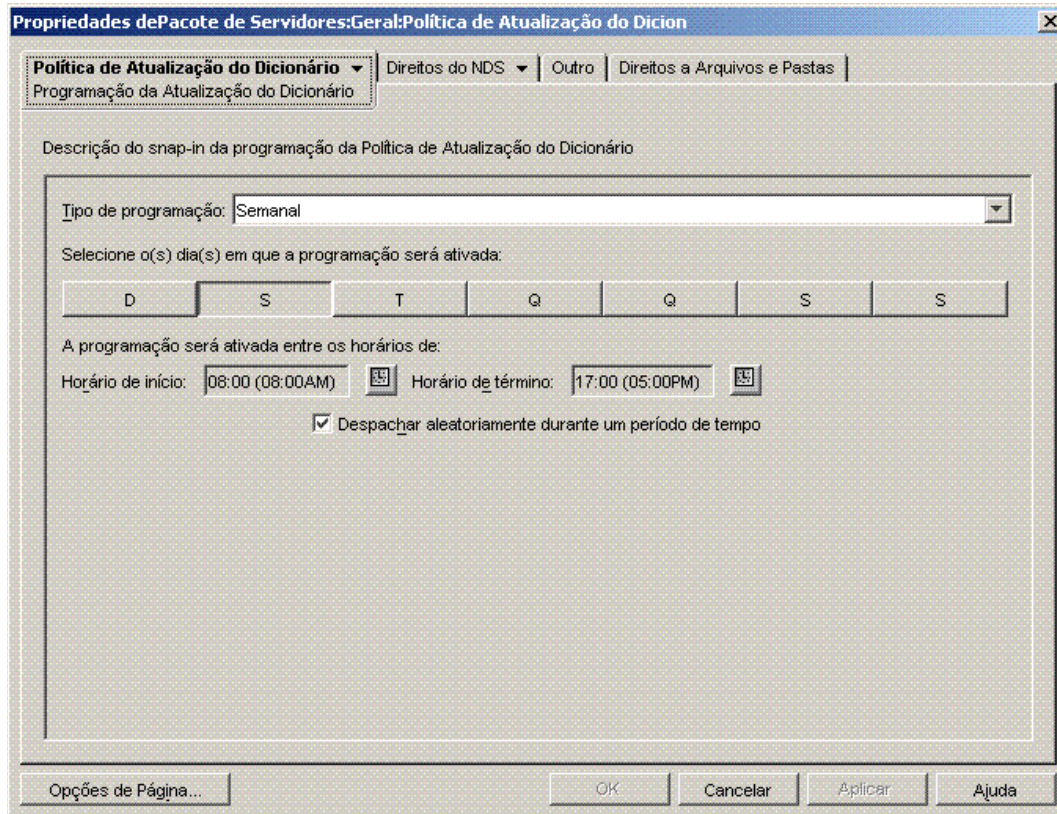 Propriedades dePacote de Servidores:Geral:Política de Atualização do Dicion
Política de Atualização do Dicionário Direitos do NDS Outro Direitos a Arquivos e Pastas
Programação da Atualização do Dicionário
Descrição do snap-in da programação da Política de Atualização do Dicionário
Tipo de programação: Semanal
Selecione o(s) dia(s) em que a programação será ativada:
D S T Q Q S S
A programação será ativada entre os horários de:
Horário de início: 08:00 (08:00AM) Horário de término: 17:00 (05:00PM)
Despachar aleatoriamente durante um período de tempo
Opções de Página... OK Cancelar Aplicar Ajuda